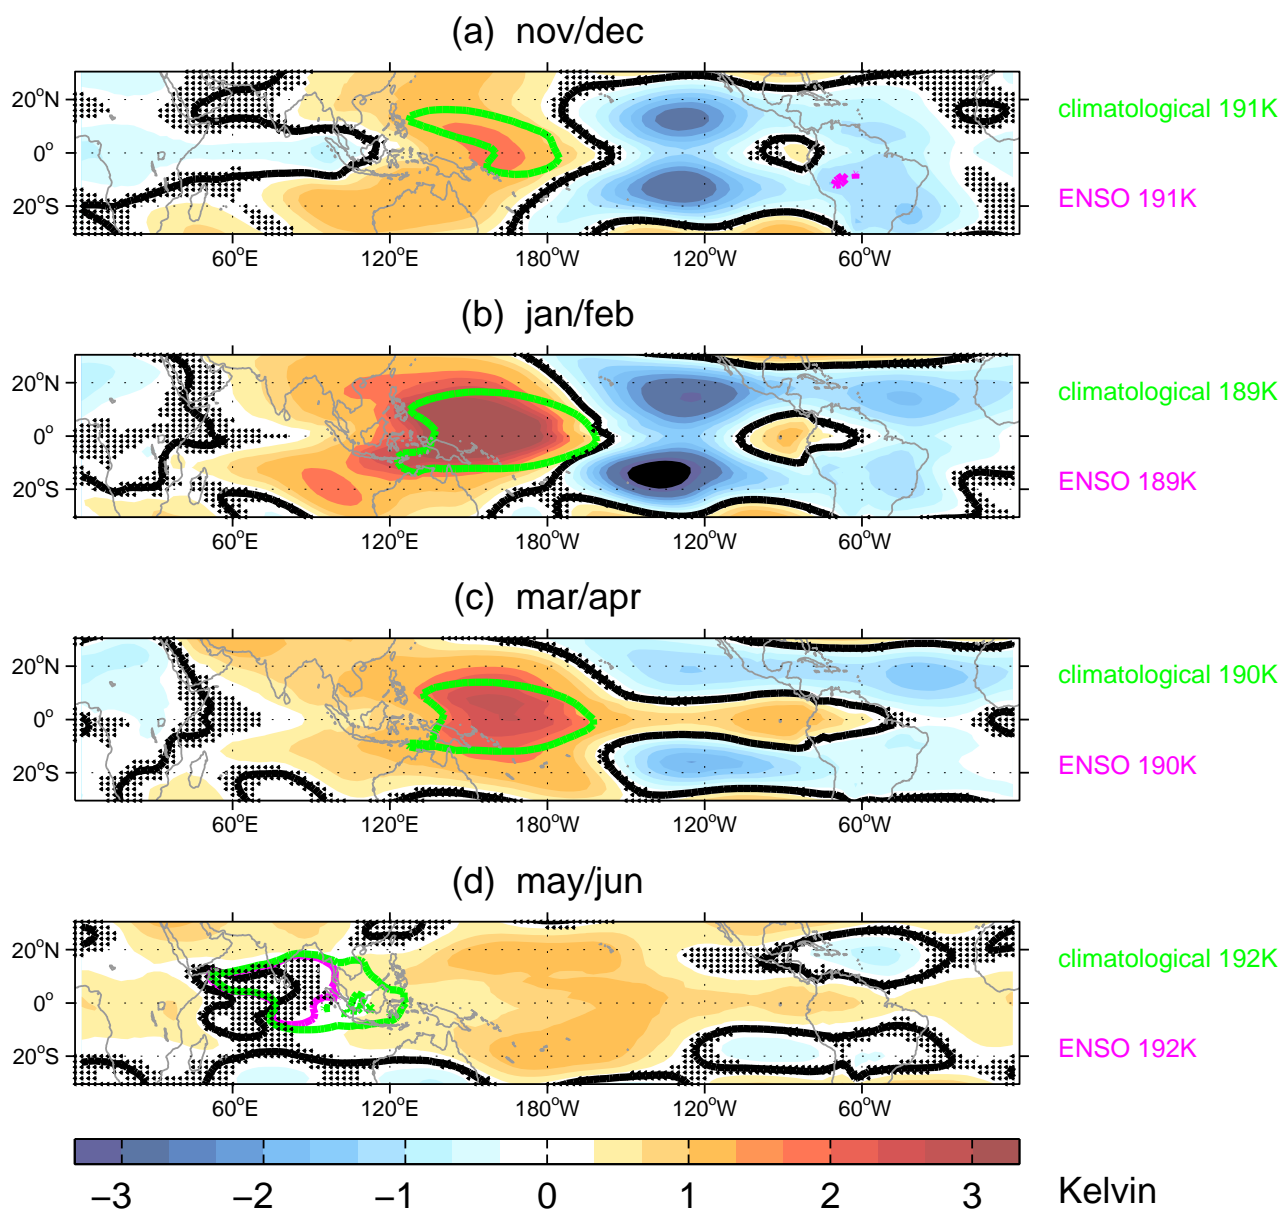 (a) nov/dec
20°N
0°
20°S
60°E 120°E 180°W 120°W 60°W
climatological 191K
ENSO 191K
(b) jan/feb
20°N
0°
20°S
60°E 120°E 180°W 120°W 60°W
climatological 189K
ENSO 189K
(c) mar/apr
20°N
0°
20°S
60°E 120°E 180°W 120°W 60°W
climatological 190K
ENSO 190K
(d) may/jun
20°N
0°
20°S
60°E 120°E 180°W 120°W 60°W
climatological 192K
ENSO 192K
−3 −2 −1 0 1 2 3
Kelvin